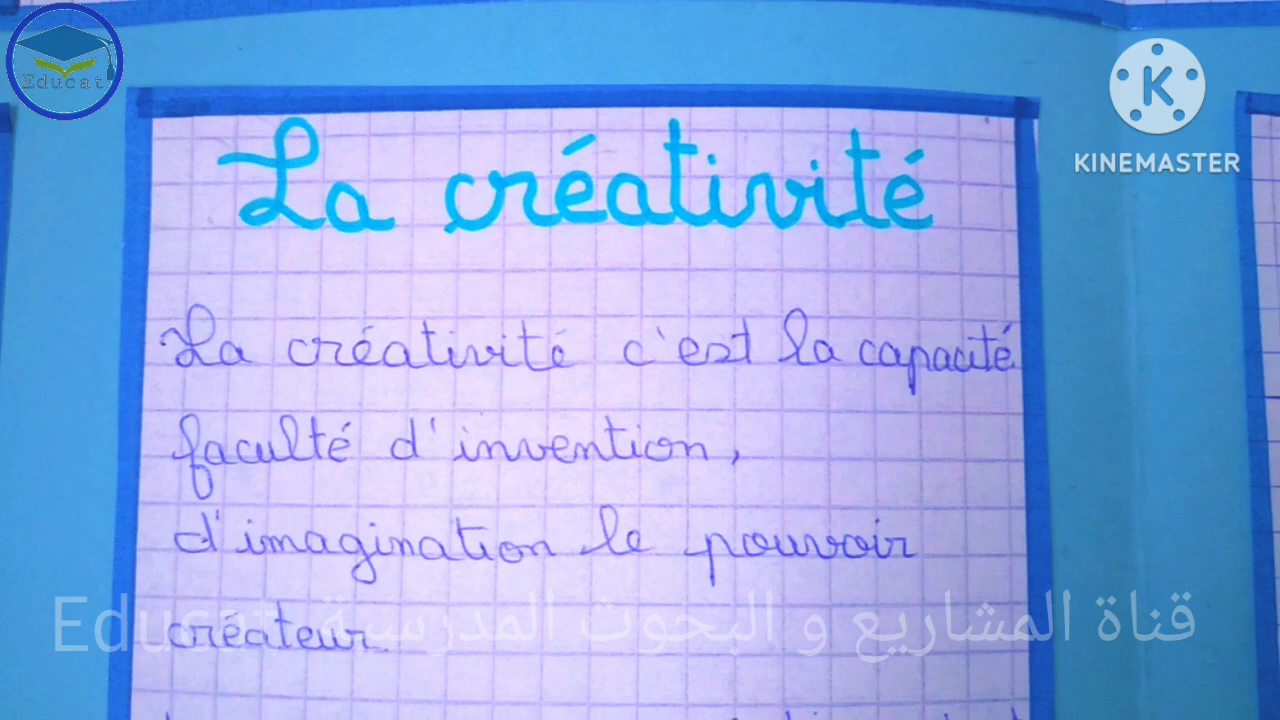 Educat
KINEMASTER
La créativité
La créativité c'est la capacité
faculté d'invention,
d'imagination le pouvoir
créateur
Educat قناة المشاريع و البحوث المدرسية